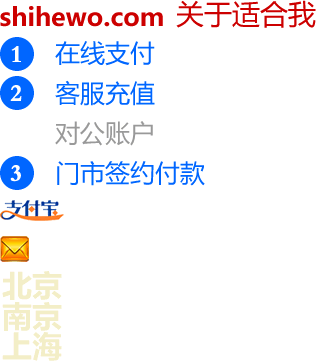 shihewo.com 关于适合我
1 在线支付
2 客服充值
对公账户
3 门市签约付款
支付宝
北京
南京
上海